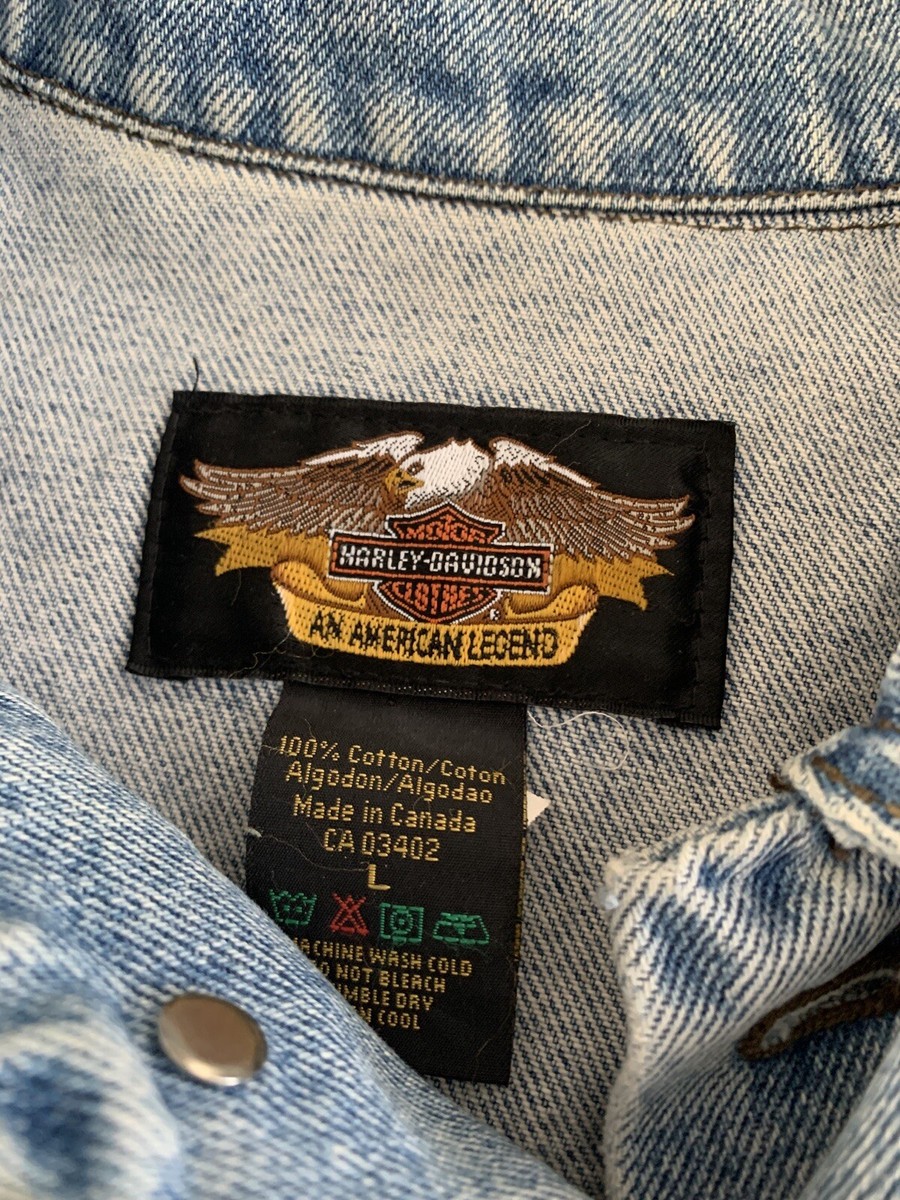 MOTOR
HARLEY-DAVIDSON
CLOTHES
®
AN AMERICAN LEGEND
100% Cotton/Coton
Algodon/Algodao
Made in Canada
CA 03402
L
MACHINE WASH COLD
DO NOT BLEACH
TUMBLE DRY
COOL